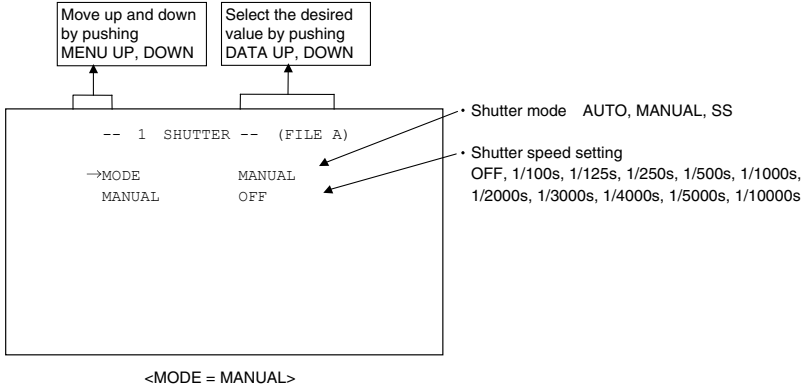 Move up and down
by pushing
MENU UP, DOWN
Select the desired
value by pushing
DATA UP, DOWN
-- 1 SHUTTER -- (FILE A)
→MODE MANUAL
MANUAL OFF
・Shutter mode AUTO, MANUAL, SS
・Shutter speed setting
OFF, 1/100s, 1/125s, 1/250s, 1/500s, 1/1000s,
1/2000s, 1/3000s, 1/4000s, 1/5000s, 1/10000s
<MODE = MANUAL>